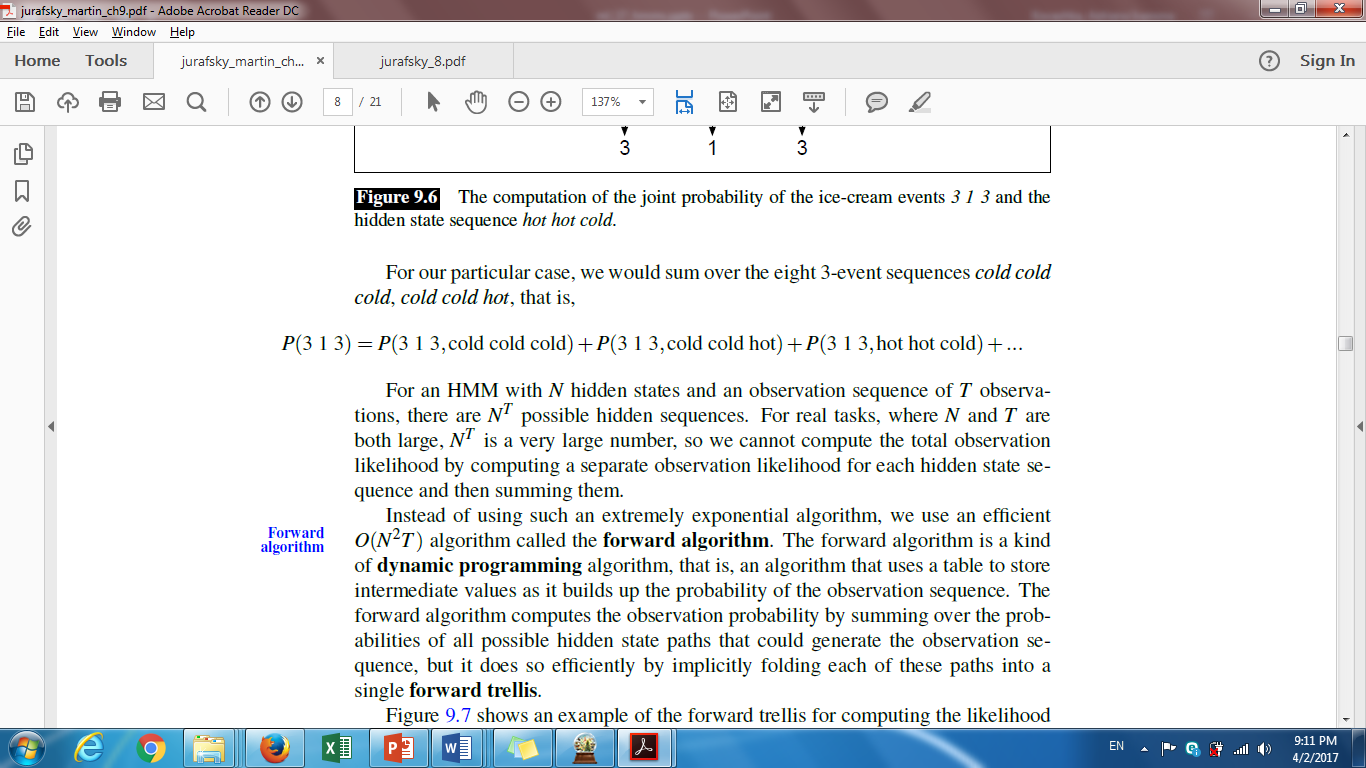 jurafsky_martin_ch9.pdf - Adobe Acrobat Reader DC
File Edit View Window Help
Home Tools jurafsky_martin_ch... × jurafsky_8.pdf Sign In
8 / 21 137%
3 1 3
Figure 9.6 The computation of the joint probability of the ice-cream events 3 1 3 and the
hidden state sequence hot hot cold.
For our particular case, we would sum over the eight 3-event sequences cold cold
cold, cold cold hot, that is,
P(3 1 3) = P(3 1 3,cold cold cold)+P(3 1 3,cold cold hot)+P(3 1 3,hot hot cold)+...
For an HMM with N hidden states and an observation sequence of T observa-
tions, there are N^T possible hidden sequences. For real tasks, where N and T are
both large, N^T is a very large number, so we cannot compute the total observation
likelihood by computing a separate observation likelihood for each hidden state se-
quence and then summing them.
Instead of using such an extremely exponential algorithm, we use an efficient
Forward
algorithm
O(N²T) algorithm called the forward algorithm. The forward algorithm is a kind
of dynamic programming algorithm, that is, an algorithm that uses a table to store
intermediate values as it builds up the probability of the observation sequence. The
forward algorithm computes the observation probability by summing over the prob-
abilities of all possible hidden state paths that could generate the observation se-
quence, but it does so efficiently by implicitly folding each of these paths into a
single forward trellis.
Figure 9.7 shows an example of the forward trellis for computing the likelihood
EN 9:11 PM
4/2/2017